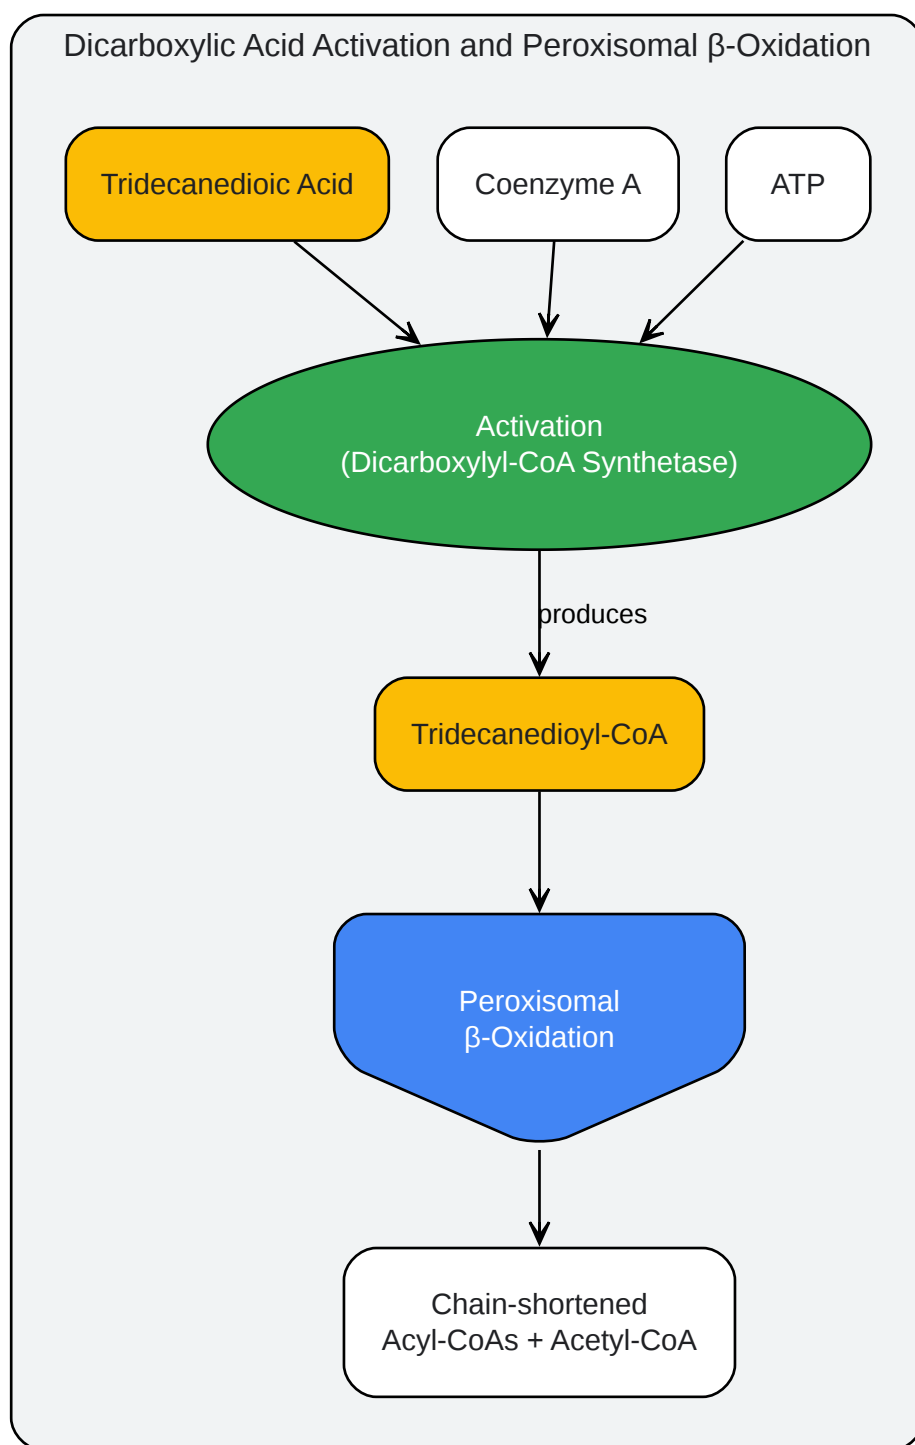 Dicarboxylic Acid Activation and Peroxisomal β-Oxidation
Tridecanedioic Acid
Coenzyme A
ATP
Activation
(Dicarboxylyl-CoA Synthetase)
produces
Tridecanedioyl-CoA
Peroxisomal
β-Oxidation
Chain-shortened
Acyl-CoAs + Acetyl-CoA